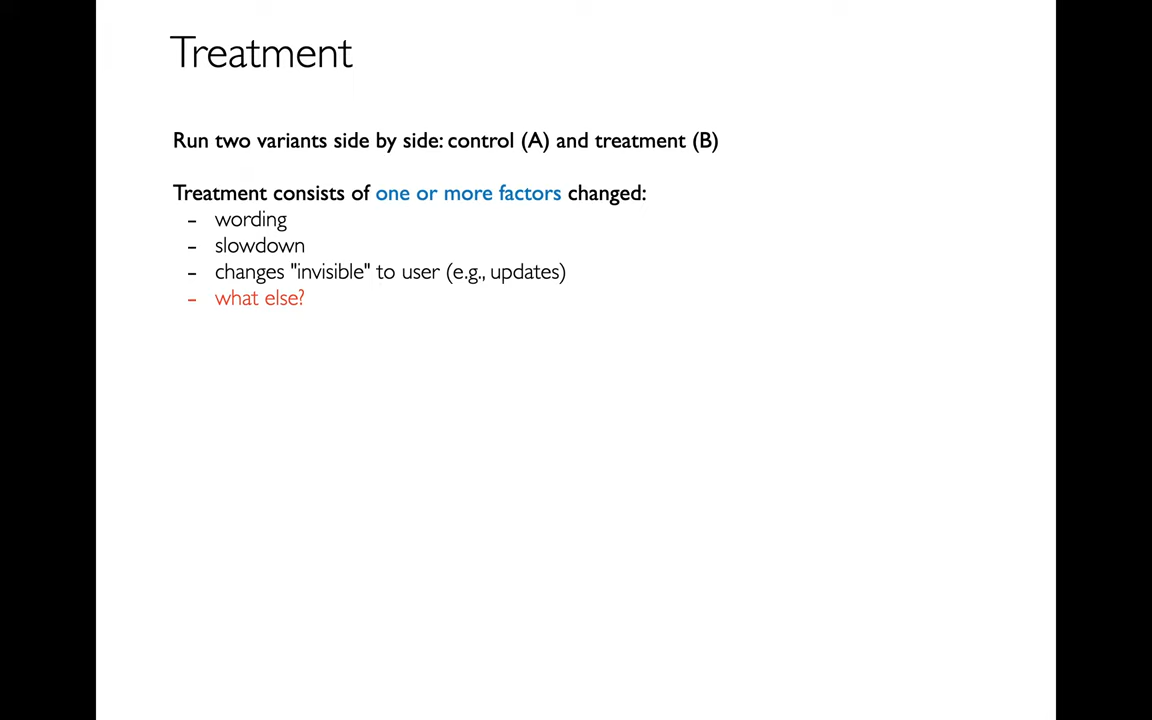 Treatment
Run two variants side by side: control (A) and treatment (B)
Treatment consists of one or more factors changed:
- wording
- slowdown
- changes "invisible" to user (e.g., updates)
- what else?